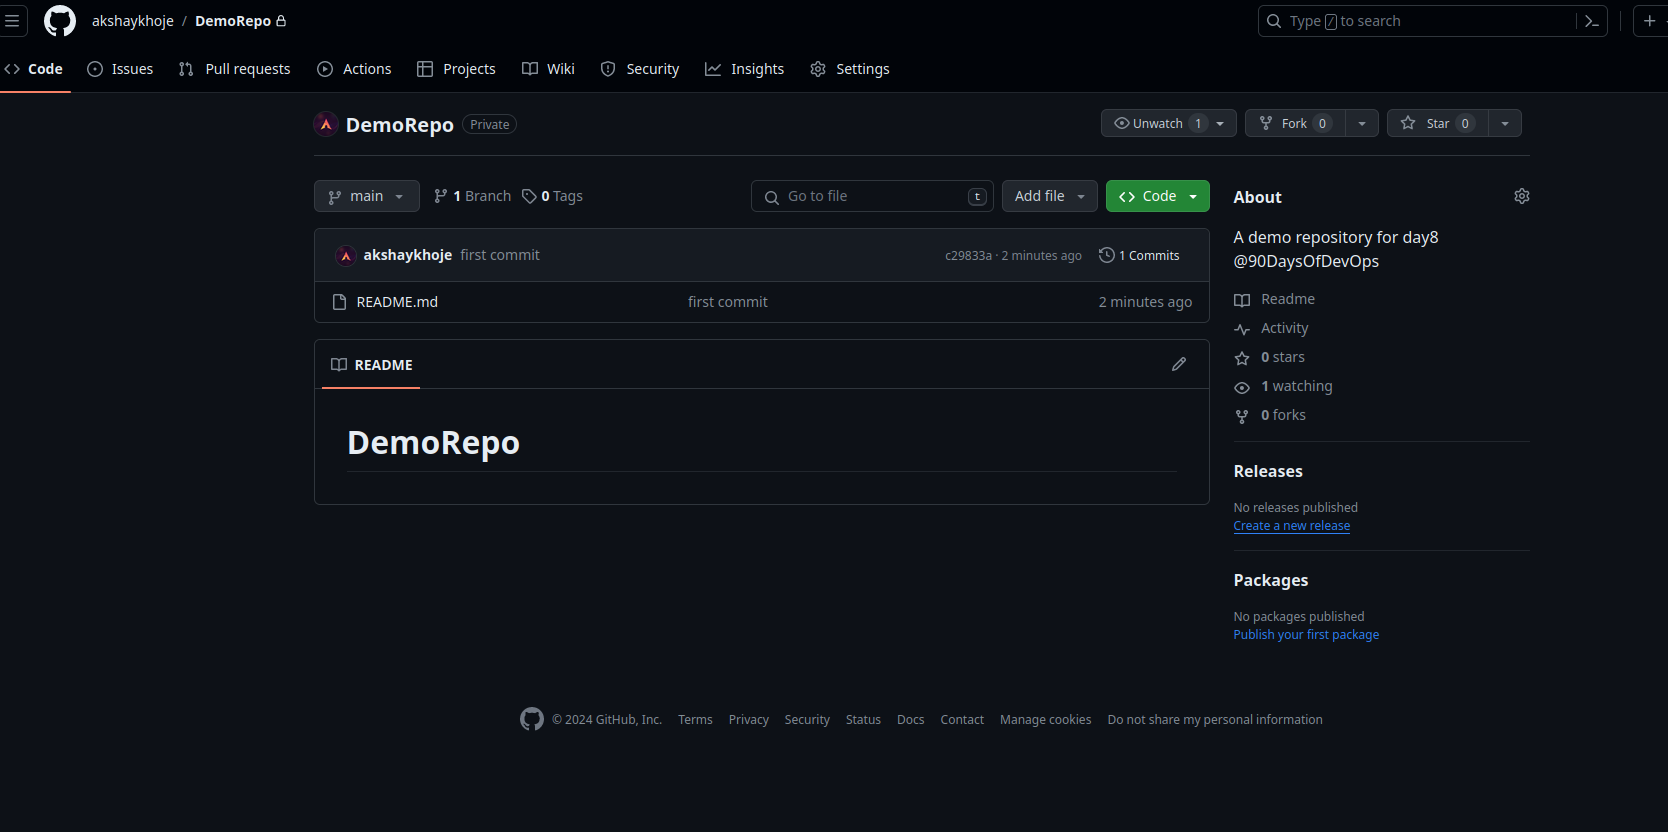 akshaykhoje / DemoRepo
Type / to search
Code Issues Pull requests Actions Projects Wiki Security Insights Settings
DemoRepo Private
Unwatch 1 Fork 0 Star 0
main 1 Branch 0 Tags
Go to file t Add file Code
akshaykhoje first commit c29833a · 2 minutes ago 1 Commits
README.md first commit 2 minutes ago
README
DemoRepo
About
A demo repository for day8
@90DaysOfDevOps
Readme
Activity
0 stars
1 watching
0 forks
Releases
No releases published
Create a new release
Packages
No packages published
Publish your first package
© 2024 GitHub, Inc. Terms Privacy Security Status Docs Contact Manage cookies Do not share my personal information